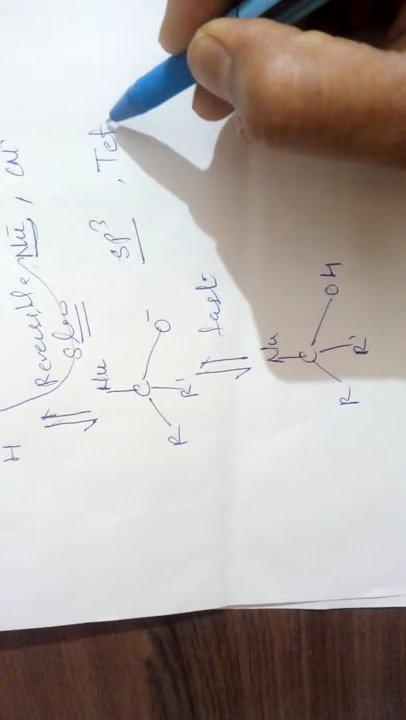 H
Reversible Nu⁻, CN⁻
Slow
Nu
C
O⁻
R
R'
SP³, Tet
fast
Nu
C
OH
R
R'